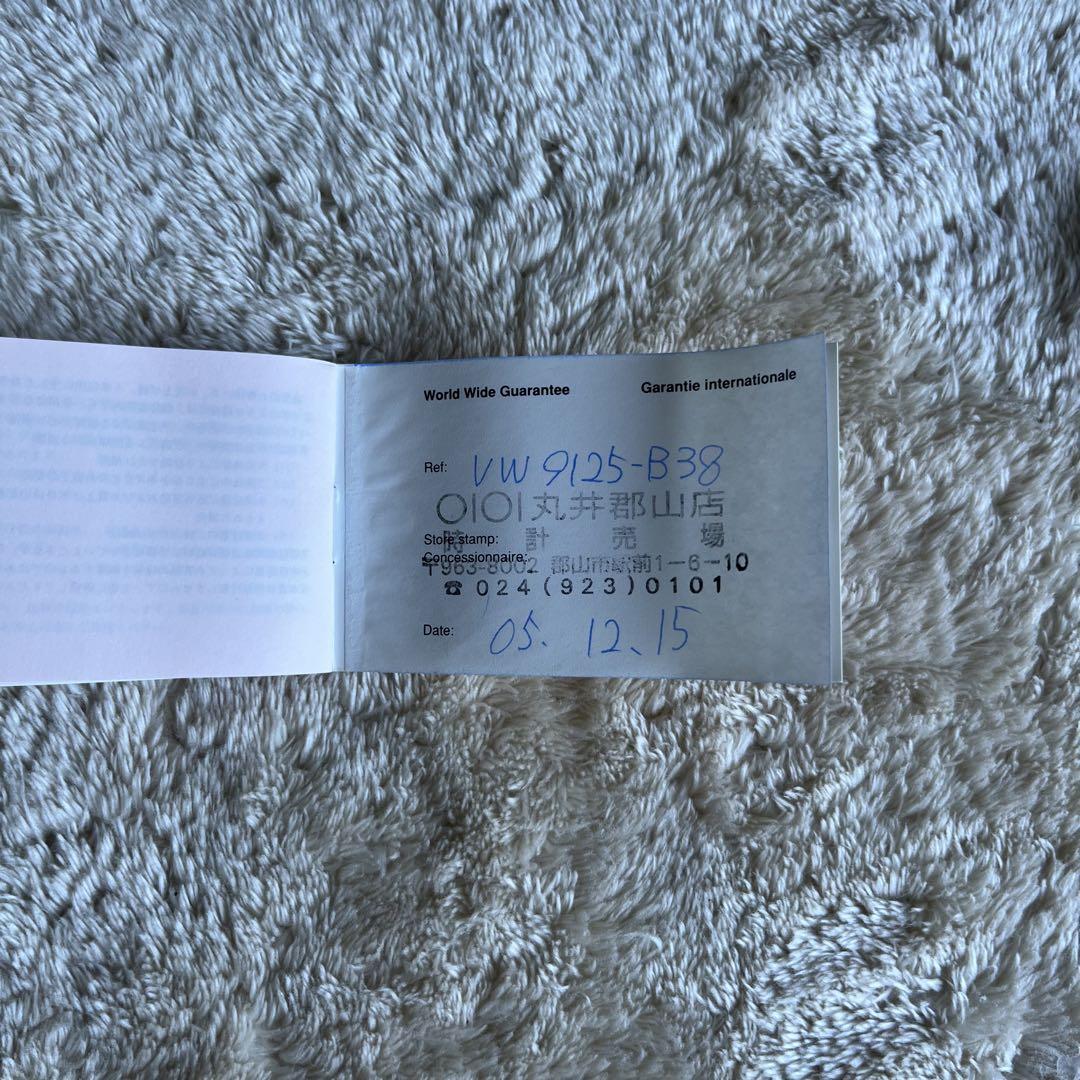 World Wide Guarantee
Garantie internationale
Ref: VW 9125-B38
OIOI丸井郡山店
Store stamp: 時計売場
Concessionnaire:
〒963-8002 郡山市駅前1-6-10
☎ 024(923)0101
Date: 05. 12. 15